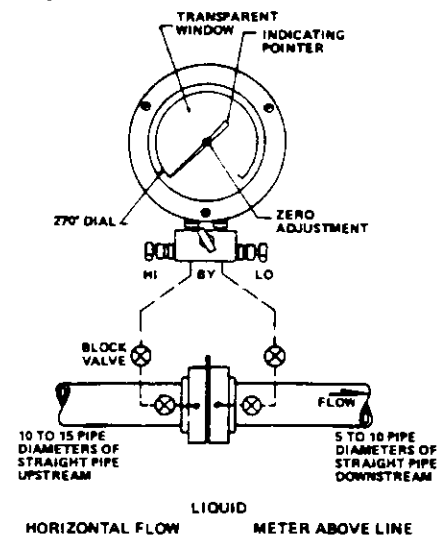 TRANSPARENT
WINDOW
INDICATING
POINTER
270° DIAL
ZERO
ADJUSTMENT
HI
BY
LO
BLOCK
VALVE
FLOW
10 TO 15 PIPE
DIAMETERS OF
STRAIGHT PIPE
UPSTREAM
5 TO 10 PIPE
DIAMETERS OF
STRAIGHT PIPE
DOWNSTREAM
LIQUID
HORIZONTAL FLOW
METER ABOVE LINE